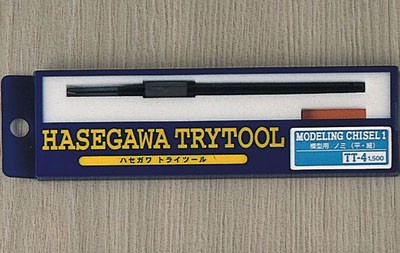 HASEGAWA TRYTOOL
ハセガワ トライツール
MODELING CHISEL 1
模型用 ノミ (平・細)
TT-4 1,500